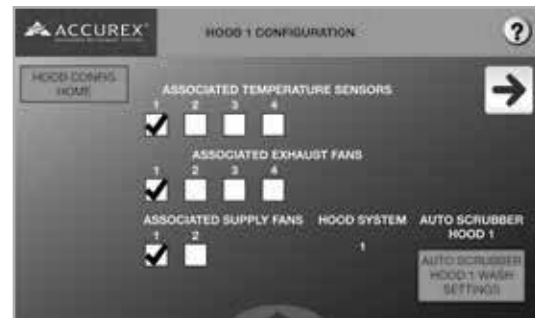 ACCUREX
HOOD 1 CONFIGURATION
?
HOOD CONFIG
HOME
ASSOCIATED TEMPERATURE SENSORS
1 2 3 4
ASSOCIATED EXHAUST FANS
1 2 3 4
ASSOCIATED SUPPLY FANS
1 2
HOOD SYSTEM
1
AUTO SCRUBBER
HOOD 1
AUTO SCRUBBER
HOOD 1 WASH
SETTINGS